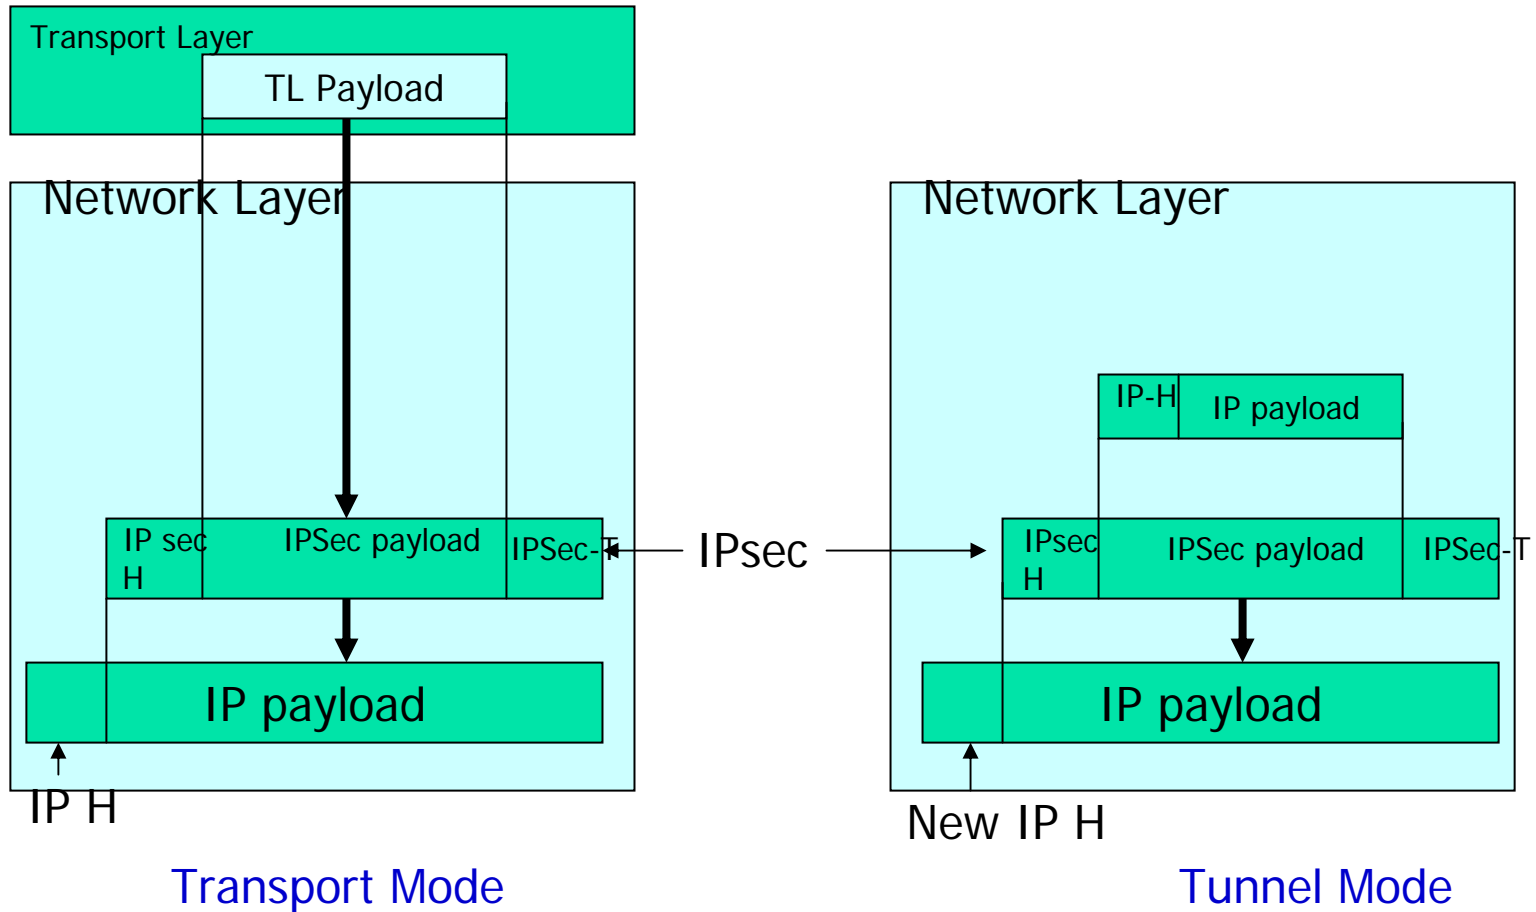 Transport Layer
TL Payload
Network Layer
IP sec
H
IPSec payload
IPSec-T
IP payload
IP H
Transport Mode
IPsec
Network Layer
IP-H
IP payload
IPsec
H
IPSec payload
IPSec-T
IP payload
New IP H
Tunnel Mode